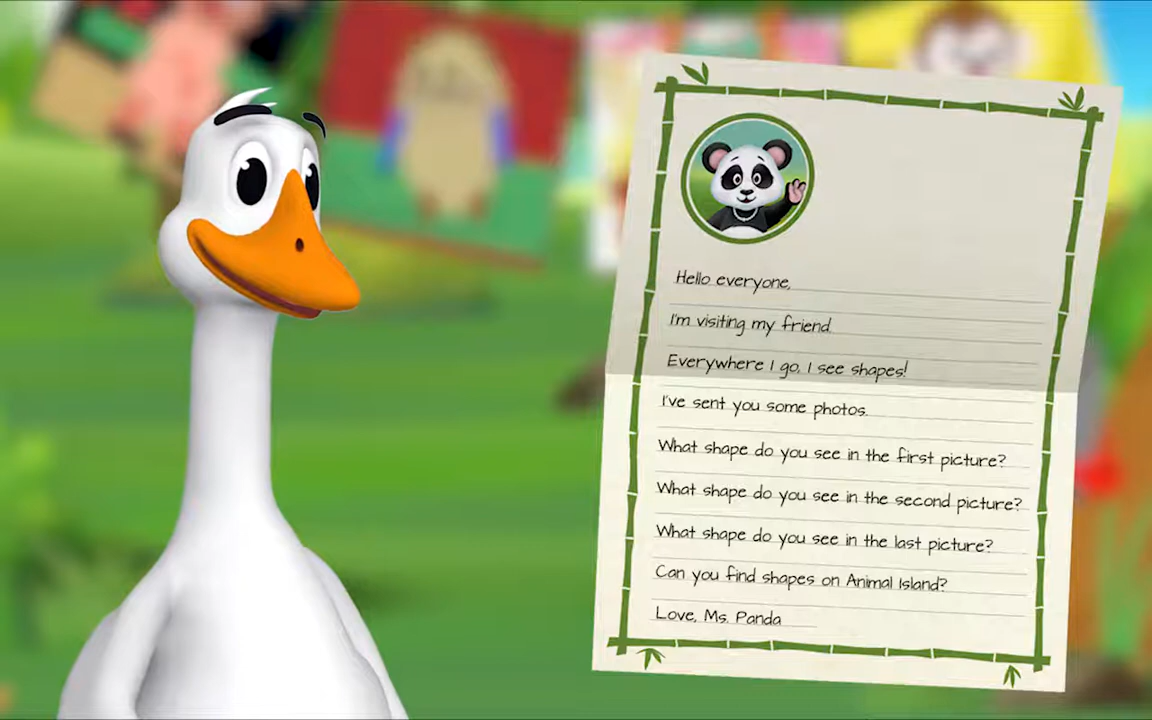 Hello everyone,
I'm visiting my friend.
Everywhere I go, I see shapes!
I've sent you some photos.
What shape do you see in the first picture?
What shape do you see in the second picture?
What shape do you see in the last picture?
Can you find shapes on Animal Island?
Love, Ms. Panda